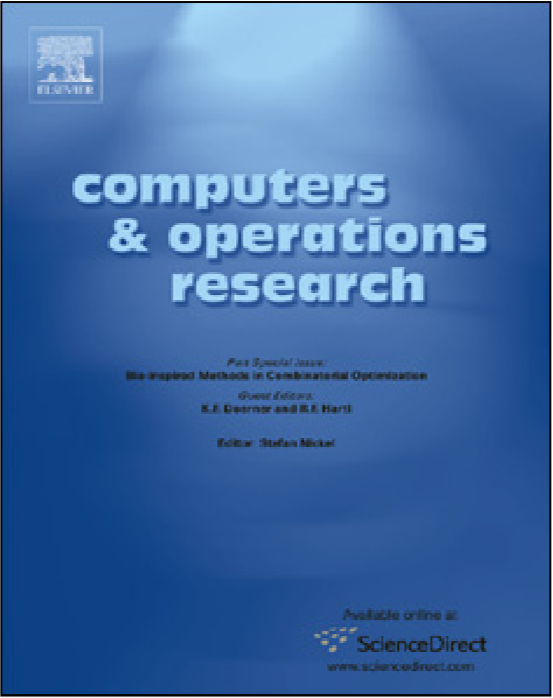 ELSEVIER
computers
& operations
research
Part Special Issue:
Bio-inspired Methods in Combinatorial Optimization
Guest Editors:
K.F. Doerner and R.F. Hartl
Editor: Stefan Nickel
Available online at
ScienceDirect
www.sciencedirect.com